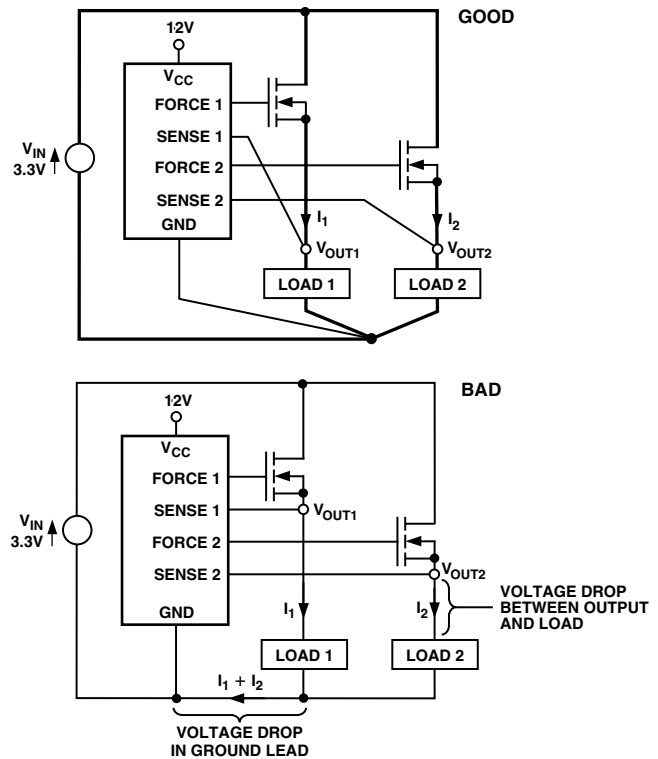 GOOD
12V
VCC
FORCE 1
SENSE 1
VIN
3.3V
FORCE 2
SENSE 2
GND
I1
I2
VOUT1
VOUT2
LOAD 1
LOAD 2
BAD
12V
VCC
FORCE 1
SENSE 1
VOUT1
VIN
3.3V
FORCE 2
SENSE 2
VOUT2
VOLTAGE DROP
BETWEEN OUTPUT
AND LOAD
I1
I2
GND
LOAD 1
LOAD 2
I1 + I2
VOLTAGE DROP
IN GROUND LEAD